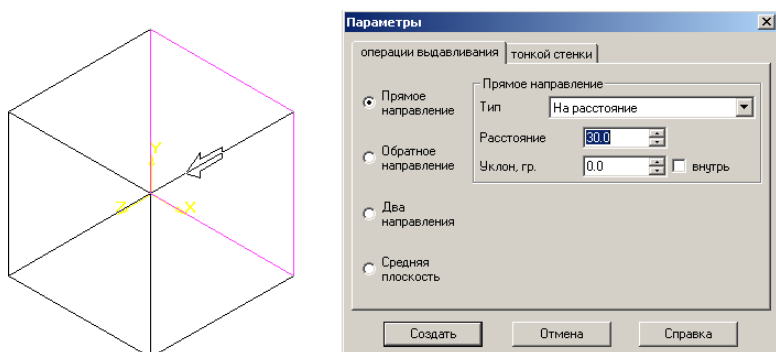 Параметры
операции выдавливания
тонкой стенки
Прямое
направление
Обратное
направление
Два
направления
Средняя
плоскость
Прямое направление
Тип
На расстояние
Расстояние
30.0
Уклон, гр.
0.0
внутрь
Создать
Отмена
Справка
Y
Z
X